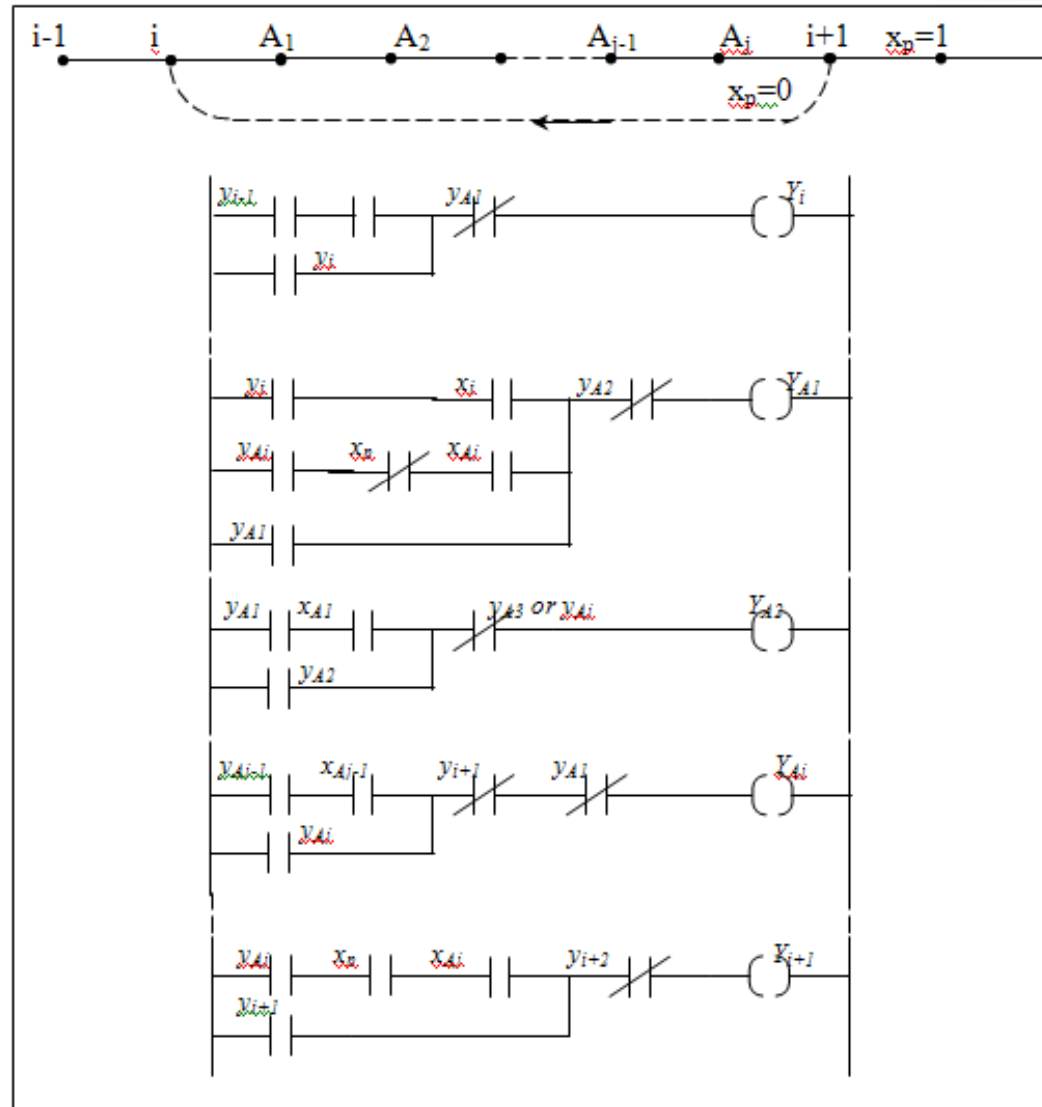 i-1 i A₁ A₂ Aⱼ₋₁ Aⱼ i+1 xₚ=1
xₚ=0
yi-1 yA1 Yi
yi
yi xi yA2 YA1
yAj xp xAj
yA1
yA1 xA1 yA3 or yAj YA2
yA2
yAj-1 xAj-1 yi+1 yA1 YAj
yAj
yAj xp xAj yi+2 Yi+1
yi+1